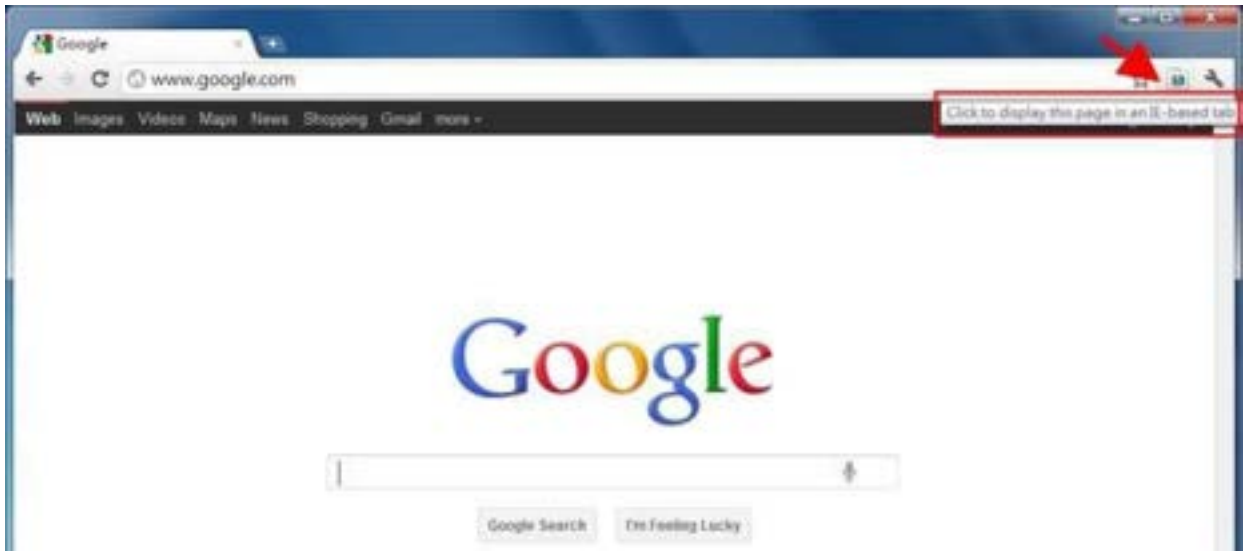 Google
www.google.com
Web Images Videos Maps News Shopping Gmail more
Click to display this page in an IE-based tab
Google
Google Search I'm Feeling Lucky